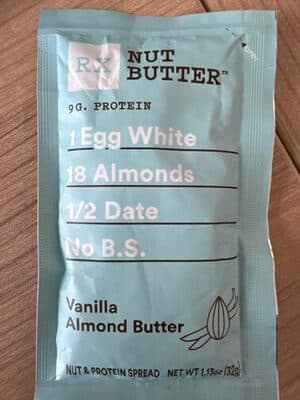 RX
NUT
BUTTER™
9G. PROTEIN
1 Egg White
18 Almonds
1/2 Date
No B.S.
Vanilla
Almond Butter
NUT & PROTEIN SPREAD NET WT 1.13oz (32g)